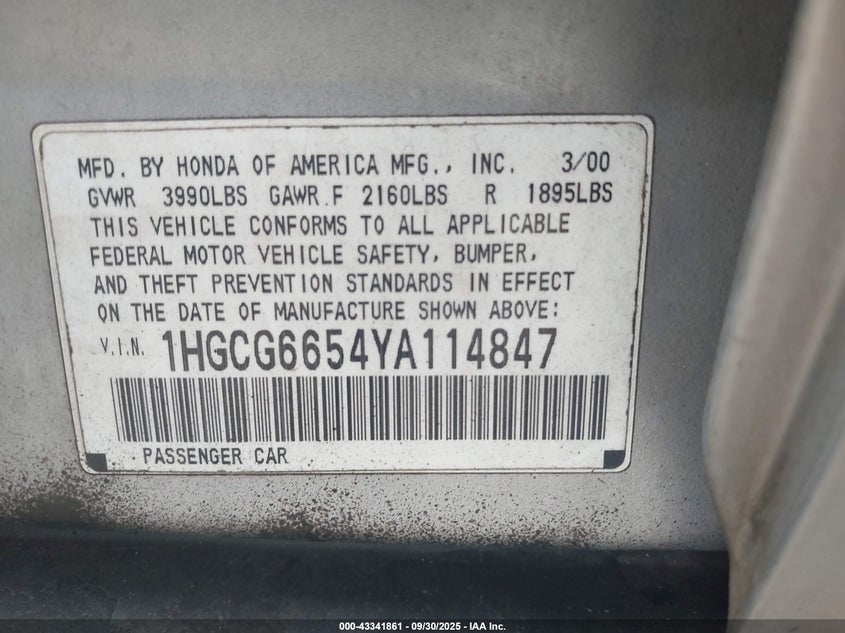 MFD. BY HONDA OF AMERICA MFG., INC. 3/00
GVWR 3990LBS GAWR F 2160LBS R 1895LBS
THIS VEHICLE CONFORMS TO ALL APPLICABLE
FEDERAL MOTOR VEHICLE SAFETY, BUMPER,
AND THEFT PREVENTION STANDARDS IN EFFECT
ON THE DATE OF MANUFACTURE SHOWN ABOVE:
V.I.N. 1HGCG6654YA114847
PASSENGER CAR
000-43341861 - 09/30/2025 - IAA Inc.